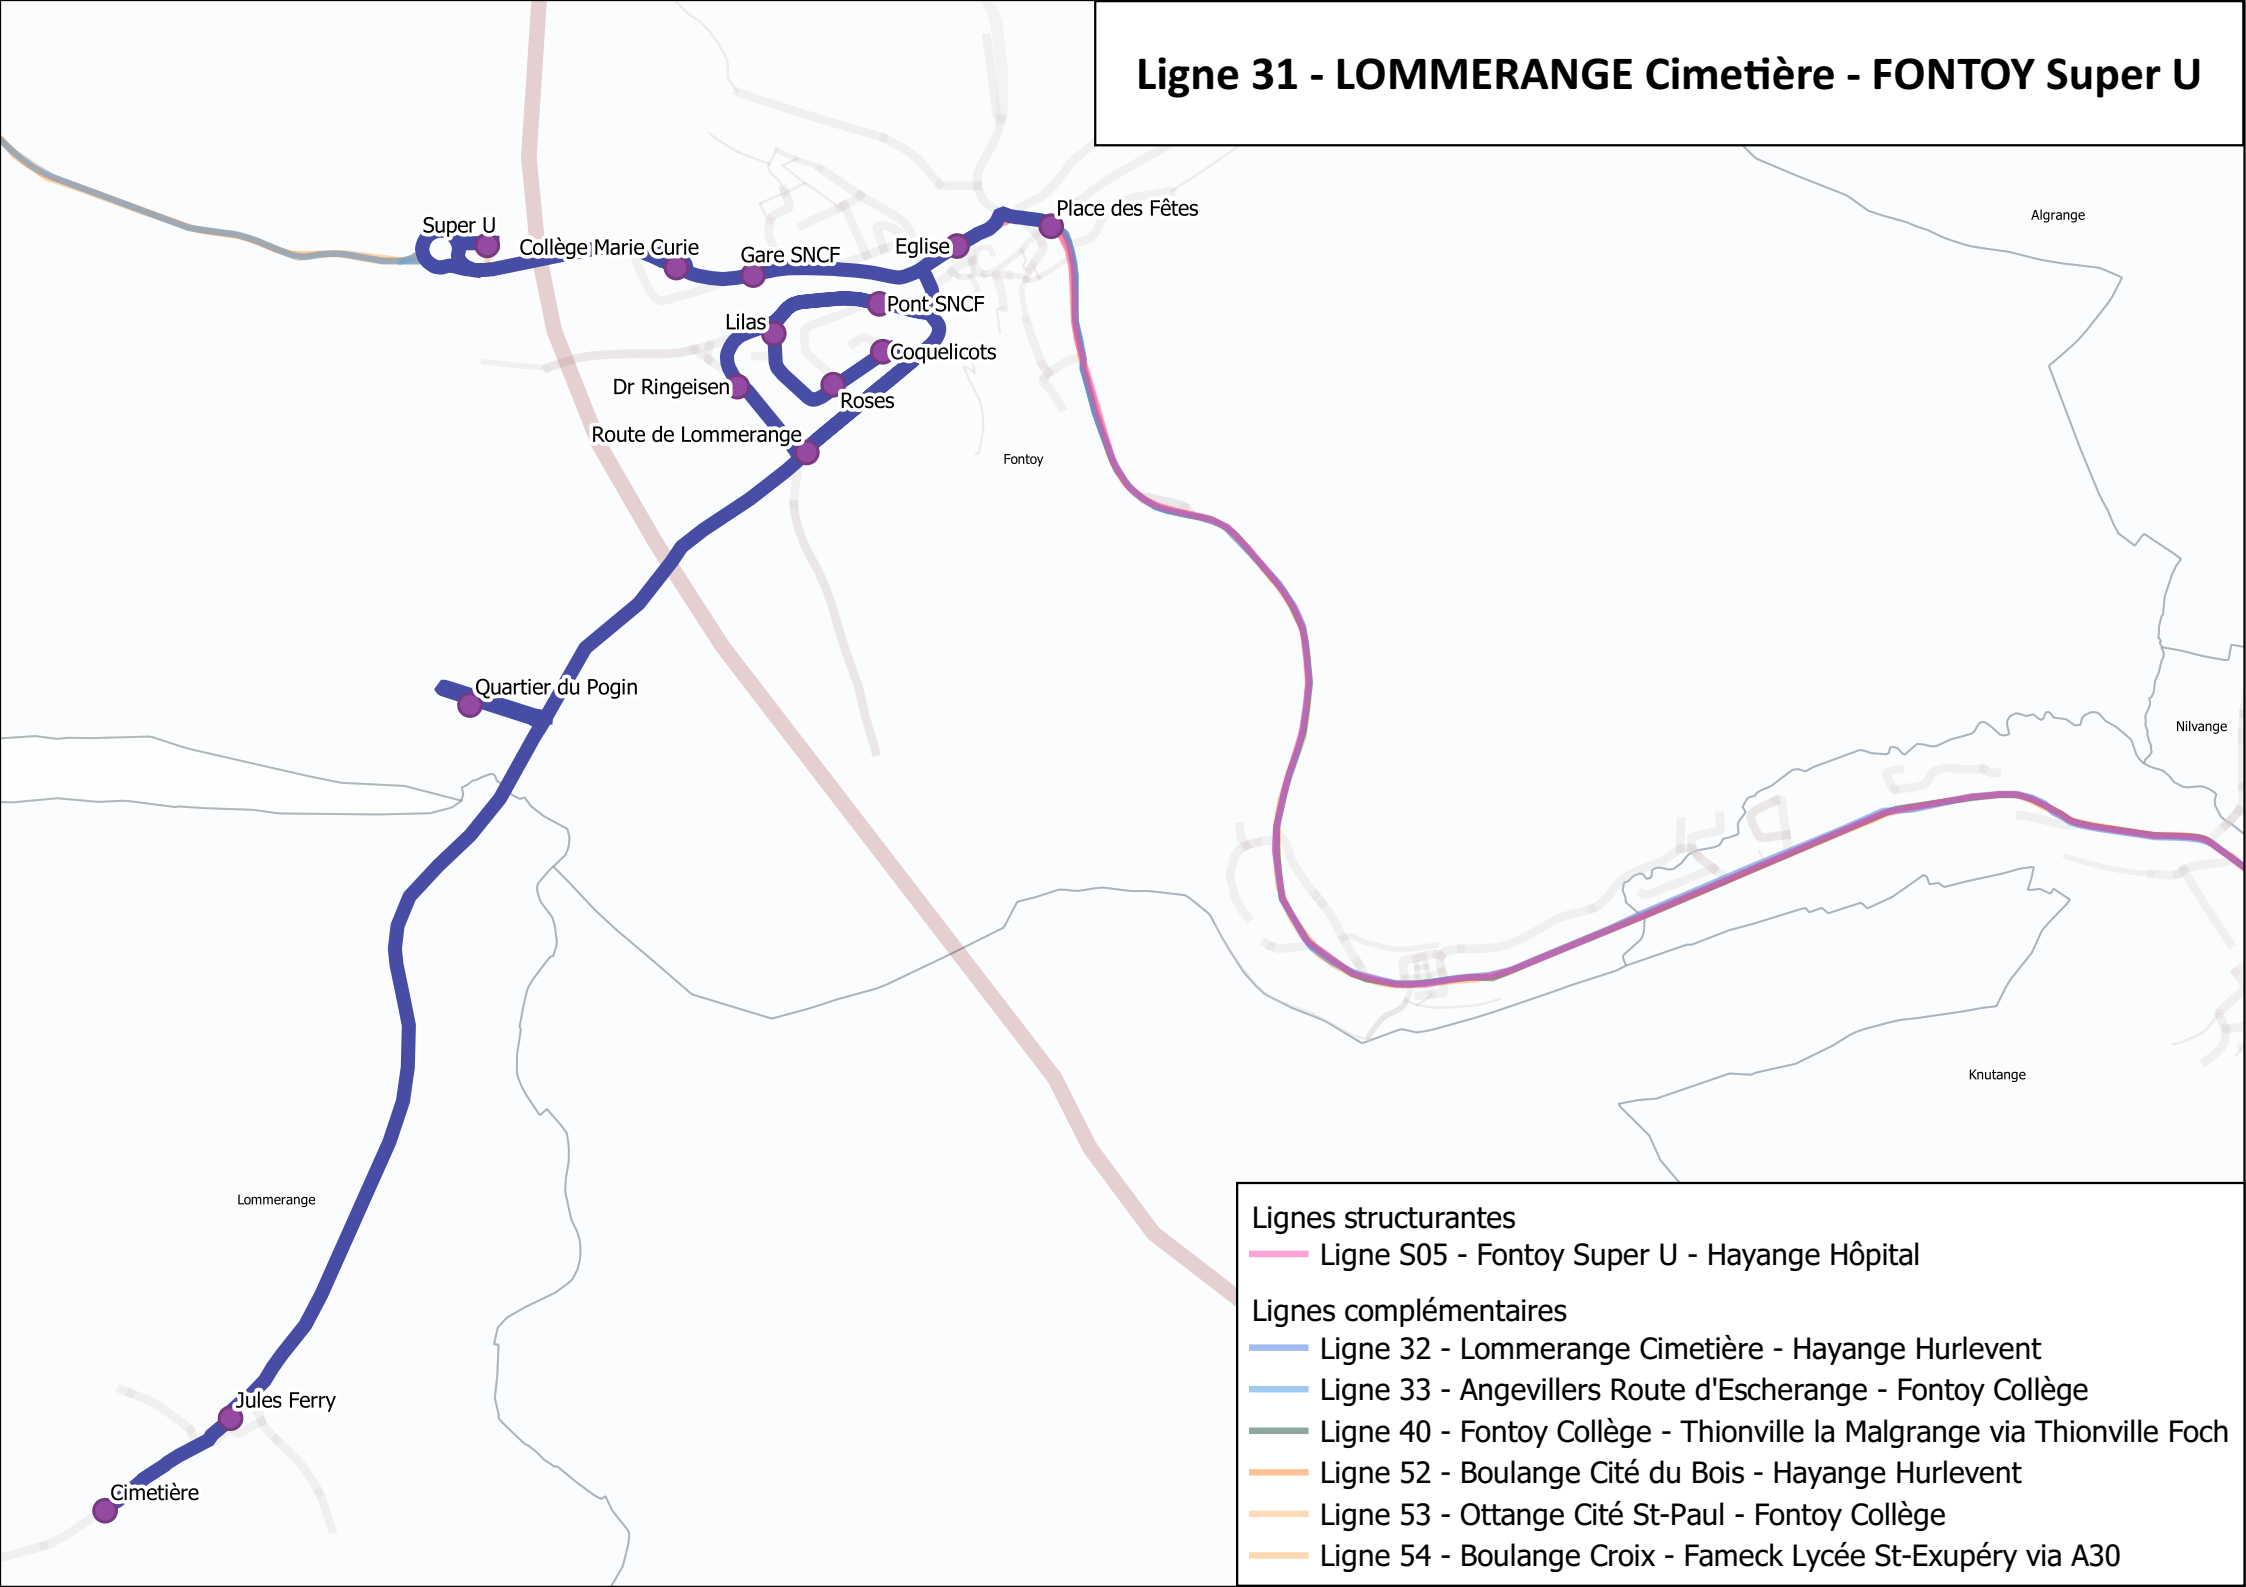 Ligne 31 - LOMMERANGE Cimetière - FONTOY Super U
Algrange
Place des Fêtes
Super U
Collège Marie Curie
Gare SNCF
Eglise
Pont SNCF
Lilas
Coquelicots
Dr Ringeisen
Roses
Route de Lommerange
Fontoy
Quartier du Pogin
Nilvange
Knutange
Lommerange
Jules Ferry
Cimetière
Lignes structurantes
Ligne S05 - Fontoy Super U - Hayange Hôpital
Lignes complémentaires
Ligne 32 - Lommerange Cimetière - Hayange Hurlevent
Ligne 33 - Angevillers Route d'Escherange - Fontoy Collège
Ligne 40 - Fontoy Collège - Thionville la Malgrange via Thionville Foch
Ligne 52 - Boulange Cité du Bois - Hayange Hurlevent
Ligne 53 - Ottange Cité St-Paul - Fontoy Collège
Ligne 54 - Boulange Croix - Fameck Lycée St-Exupéry via A30